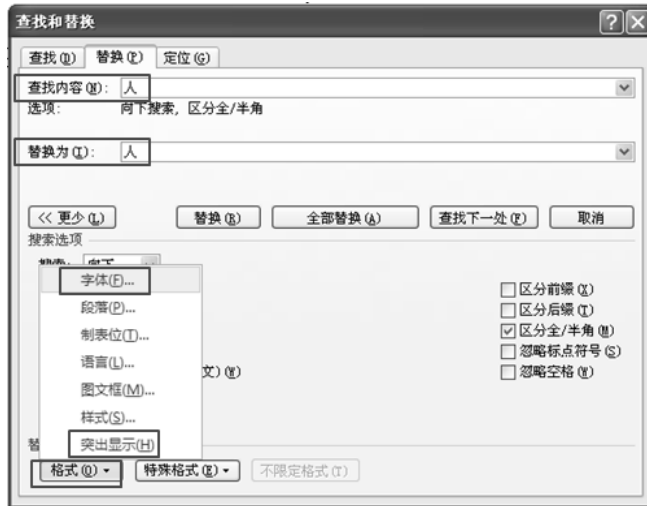 查找和替换
查找(D) 替换(P) 定位(G)
查找内容(N): 人
选项: 向下搜索, 区分全/半角
替换为(I): 人
<< 更少(L) 替换(R) 全部替换(A) 查找下一处(F) 取消
搜索选项
搜索: 向下
字体(F)...
段落(P)...
制表位(T)...
语言(L)...
图文框(M)...
样式(S)...
突出显示(H)
区分前缀(X)
区分后缀(T)
区分全/半角(M)
忽略标点符号(S)
文)(W) 忽略空格(W)
替
格式(O) 特殊格式(E) 不限定格式(T)